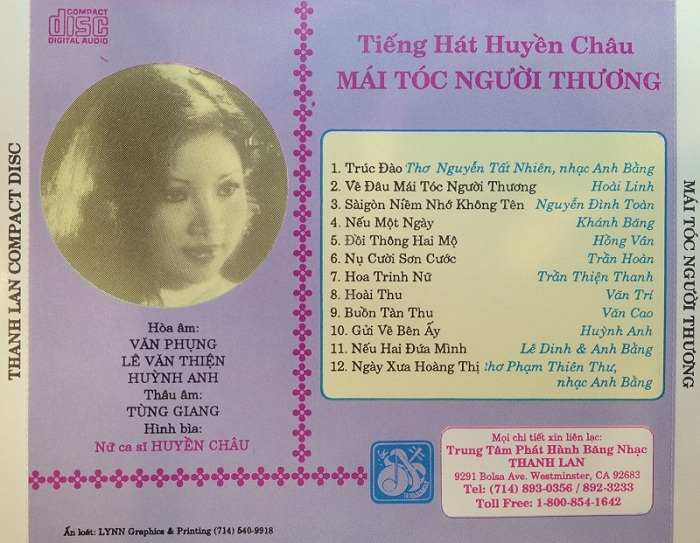 COMPACT
disc
DIGITAL AUDIO
Tiếng Hát Huyền Châu
MÁI TÓC NGƯỜI THƯƠNG
1. Trúc Đào Thơ Nguyễn Tất Nhiên, nhạc Anh Bằng
2. Về Đâu Mái Tóc Người Thương Hoài Linh
3. Sàigòn Niềm Nhớ Không Tên Nguyễn Đình Toàn
4. Nếu Một Ngày Khánh Băng
5. Đồi Thông Hai Mộ Hồng Vân
6. Nụ Cười Sơn Cước Trần Hoàn
7. Hoa Trinh Nữ Trần Thiện Thanh
8. Hoài Thu Văn Trí
9. Buồn Tàn Thu Văn Cao
10. Gửi Về Bên Ấy Huỳnh Anh
11. Nếu Hai Đứa Mình Lê Dinh & Anh Bằng
12. Ngày Xưa Hoàng Thị thơ Phạm Thiên Thư,
nhạc Anh Bằng
Hòa âm:
VĂN PHỤNG
LÊ VĂN THIỆN
HUỲNH ANH
Thâu âm:
TÙNG GIANG
Hình bìa:
Nữ ca sĩ HUYỀN CHÂU
Mọi chi tiết xin liên lạc:
Trung Tâm Phát Hành Băng Nhạc
THANH LAN
9291 Bolsa Ave. Westminster, CA 92683
Tel: (714) 893-0356 / 892-3233
Toll Free: 1-800-854-1642
Ấn loát: LYNN Graphics & Printing (714) 540-9918
THANH LAN COMPACT DISC
MÁI TÓC NGƯỜI THƯƠNG